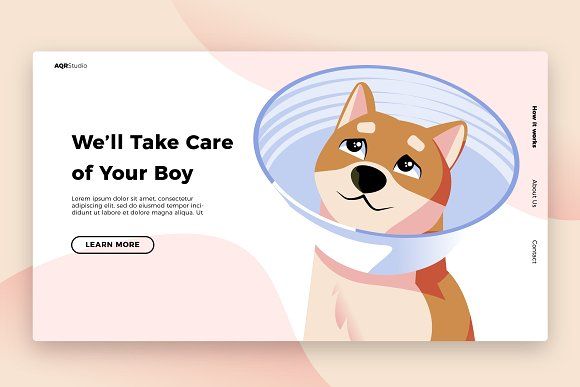 AQRStudio
We'll Take Care
of Your Boy
Lorem ipsum dolor sit amet, consectetur
adipiscing elit, sed do eiusmod tempor
incididunt ut labore et dolore magna aliqua. Ut
LEARN MORE
How it works
About Us
Contact